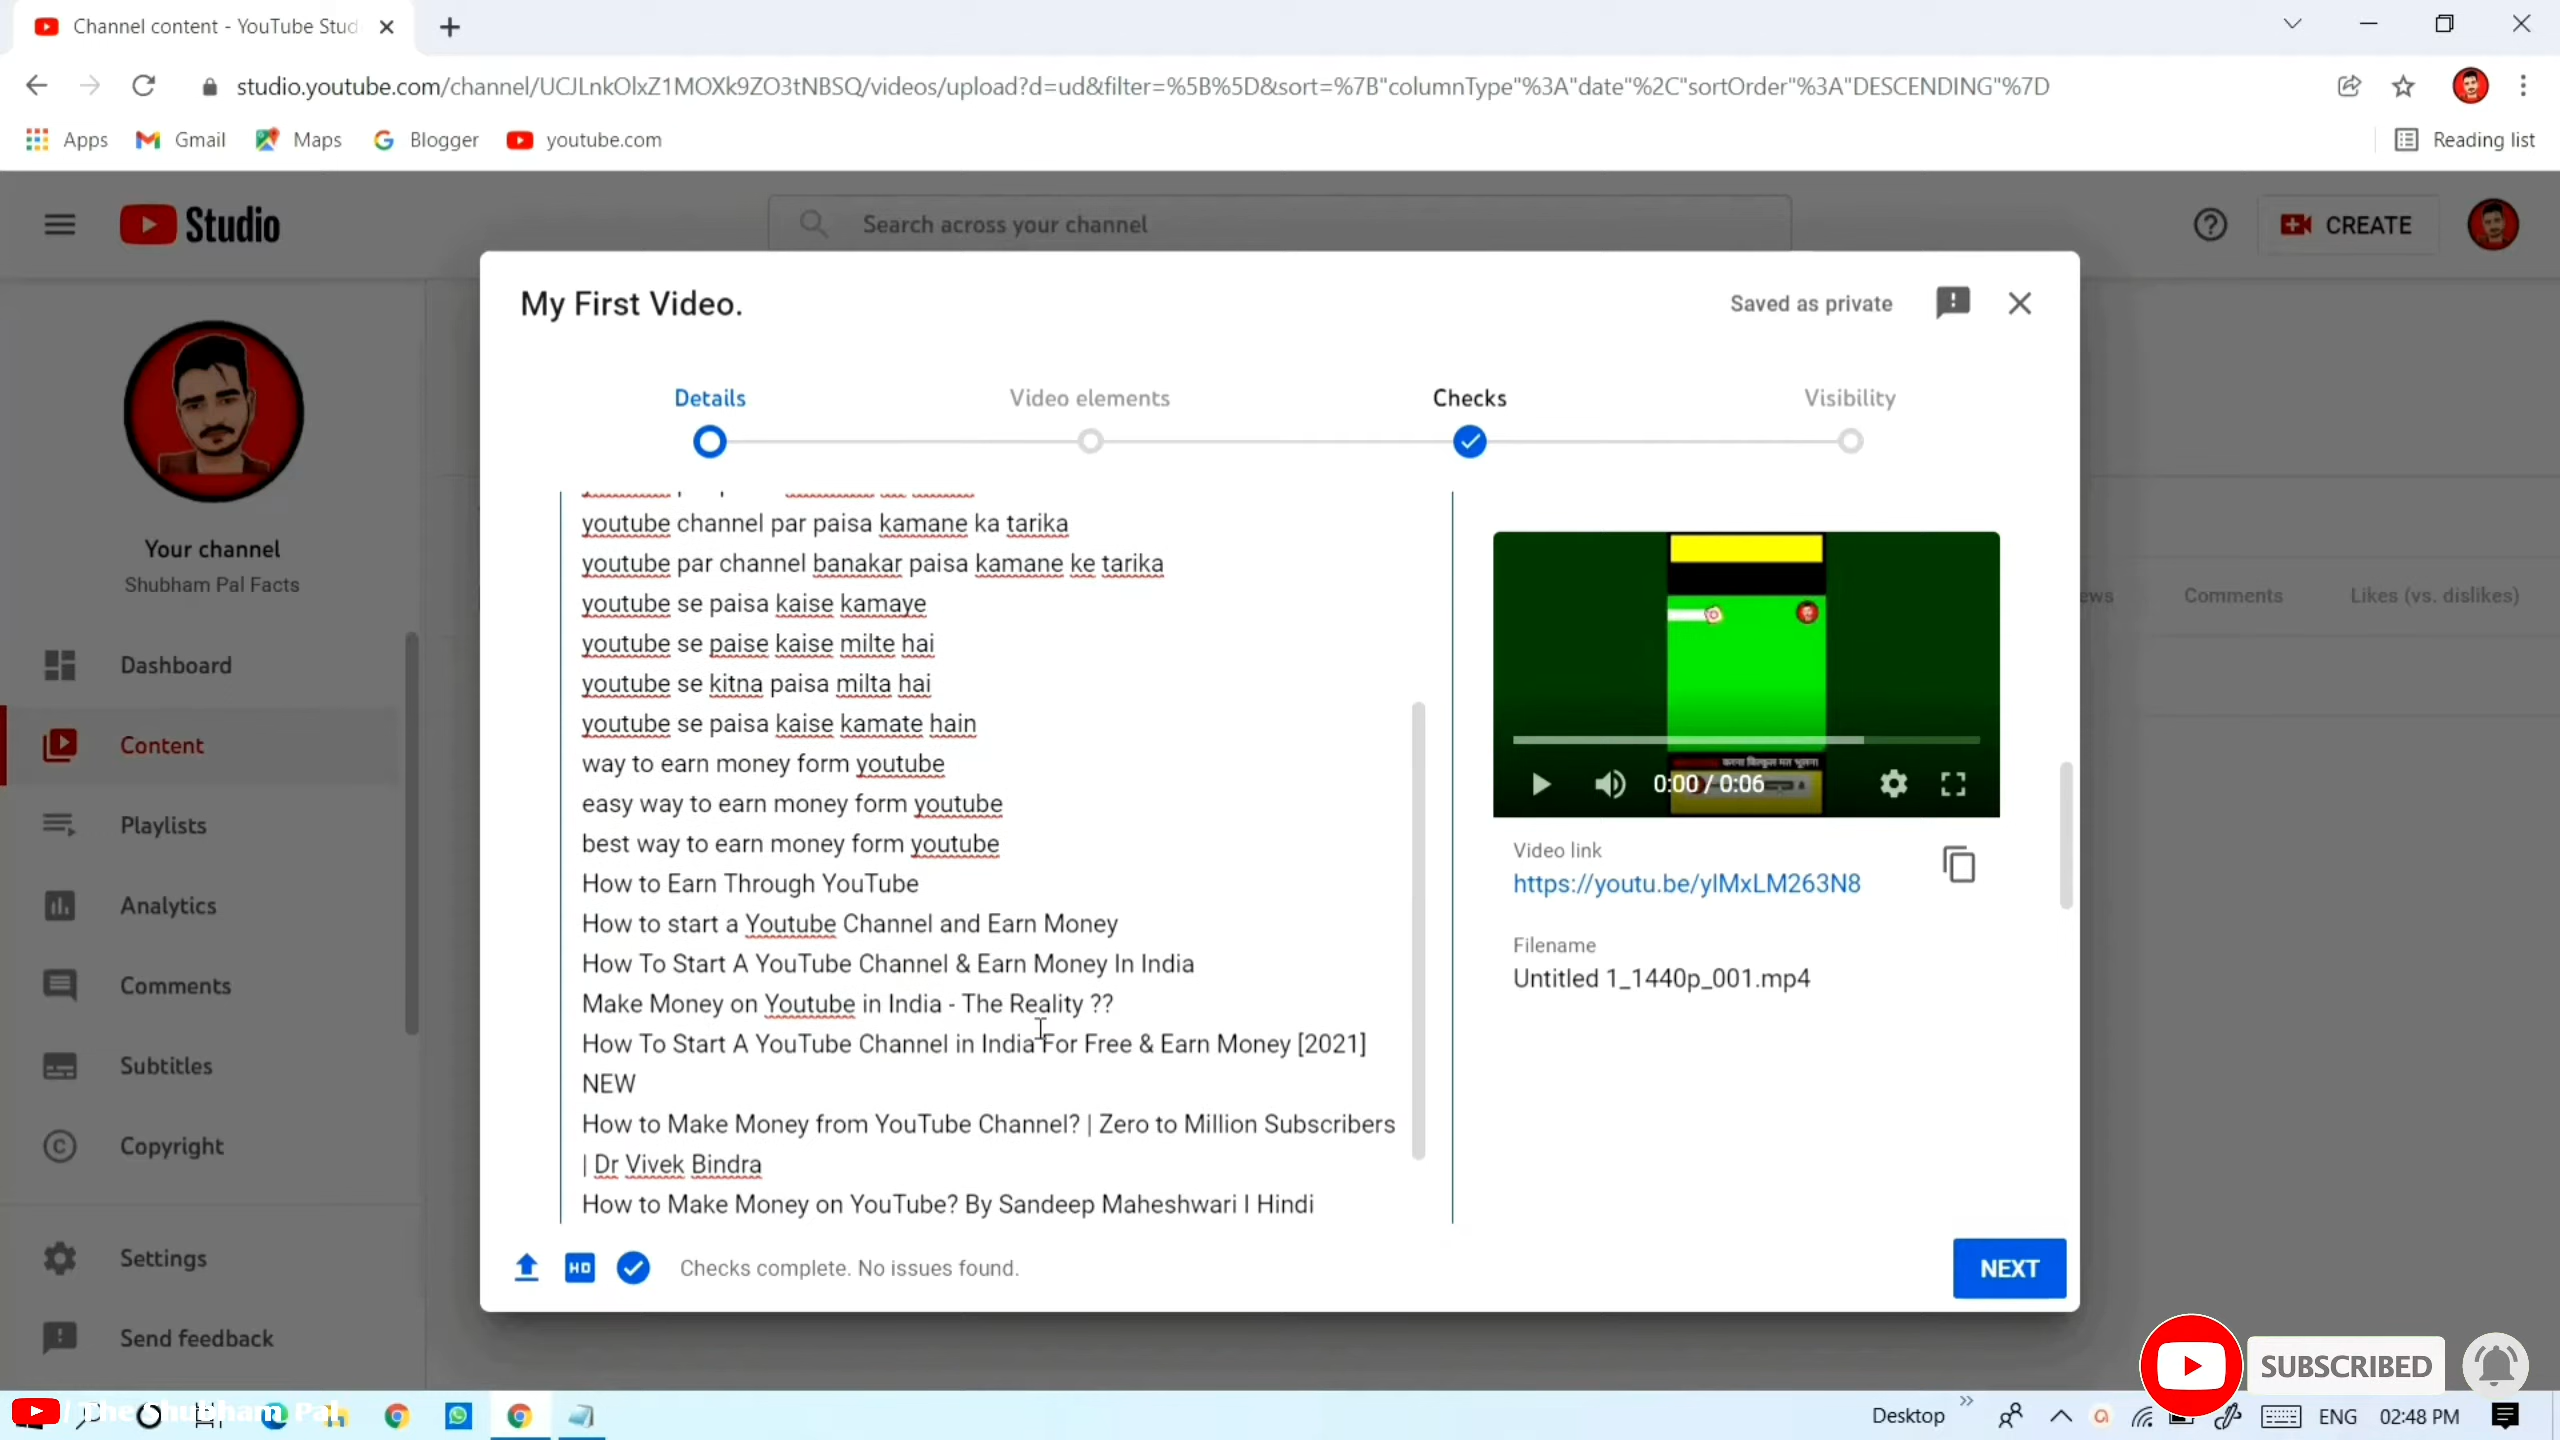 Channel content - YouTube Stud
studio.youtube.com/channel/UCJLnkOlxZ1MOXk9ZO3tNBSQ/videos/upload?d=ud&filter=%5B%5D&sort=%7B"columnType"%3A"date"%2C"sortOrder"%3A"DESCENDING"%7D
Apps
Gmail
Maps
Blogger
youtube.com
Reading list
Studio
Search across your channel
CREATE
Your channel
Shubham Pal Facts
Dashboard
Content
Playlists
Analytics
Comments
Subtitles
Copyright
Settings
Send feedback
Comments
Likes (vs. dislikes)
My First Video.
Saved as private
Details
Video elements
Checks
Visibility
youtube channel par paisa kamane ka tarika
youtube par channel banakar paisa kamane ke tarika
youtube se paisa kaise kamaye
youtube se paise kaise milte hai
youtube se kitna paisa milta hai
youtube se paisa kaise kamate hain
way to earn money form youtube
easy way to earn money form youtube
best way to earn money form youtube
How to Earn Through YouTube
How to start a Youtube Channel and Earn Money
How To Start A YouTube Channel & Earn Money In India
Make Money on Youtube in India - The Reality ??
How To Start A YouTube Channel in India For Free & Earn Money [2021]
NEW
How to Make Money from YouTube Channel? | Zero to Million Subscribers
| Dr Vivek Bindra
How to Make Money on YouTube? By Sandeep Maheshwari I Hindi
करना बिल्कुल मत भूलना
0:00 / 0:06
Video link
https://youtu.be/ylMxLM263N8
Filename
Untitled 1_1440p_001.mp4
HD
Checks complete. No issues found.
NEXT
SUBSCRIBED
/ The Shubham Pal
Desktop
ENG
02:48 PM